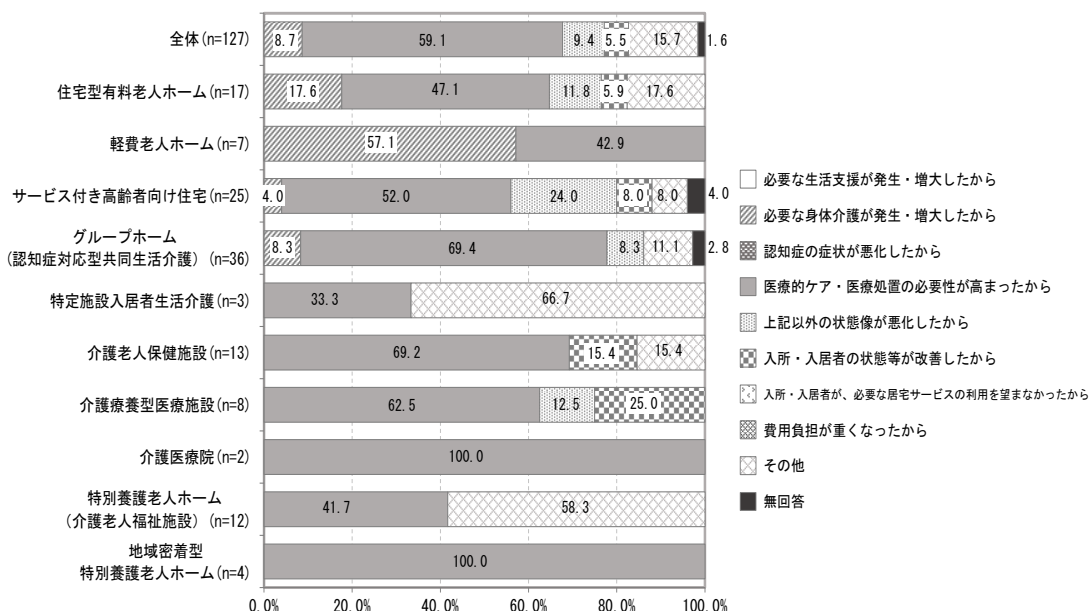 全体(n=127)
8.7
59.1
9.4
5.5
15.7
1.6
住宅型有料老人ホーム(n=17)
17.6
47.1
11.8
5.9
17.6
軽費老人ホーム(n=7)
57.1
42.9
サービス付き高齢者向け住宅(n=25)
4.0
52.0
24.0
8.0
8.0
4.0
グループホーム
（認知症対応型共同生活介護）(n=36)
8.3
69.4
8.3
11.1
2.8
特定施設入居者生活介護(n=3)
33.3
66.7
介護老人保健施設(n=13)
69.2
15.4
15.4
介護療養型医療施設(n=8)
62.5
12.5
25.0
介護医療院(n=2)
100.0
特別養護老人ホーム
（介護老人福祉施設）(n=12)
41.7
58.3
地域密着型
特別養護老人ホーム(n=4)
100.0
0.0%
20.0%
40.0%
60.0%
80.0%
100.0%
必要な生活支援が発生・増大したから
必要な身体介護が発生・増大したから
認知症の症状が悪化したから
医療的ケア・医療処置の必要性が高まったから
上記以外の状態像が悪化したから
入所・入居者の状態等が改善したから
入所・入居者が、必要な居宅サービスの利用を望まなかったから
費用負担が重くなったから
その他
無回答